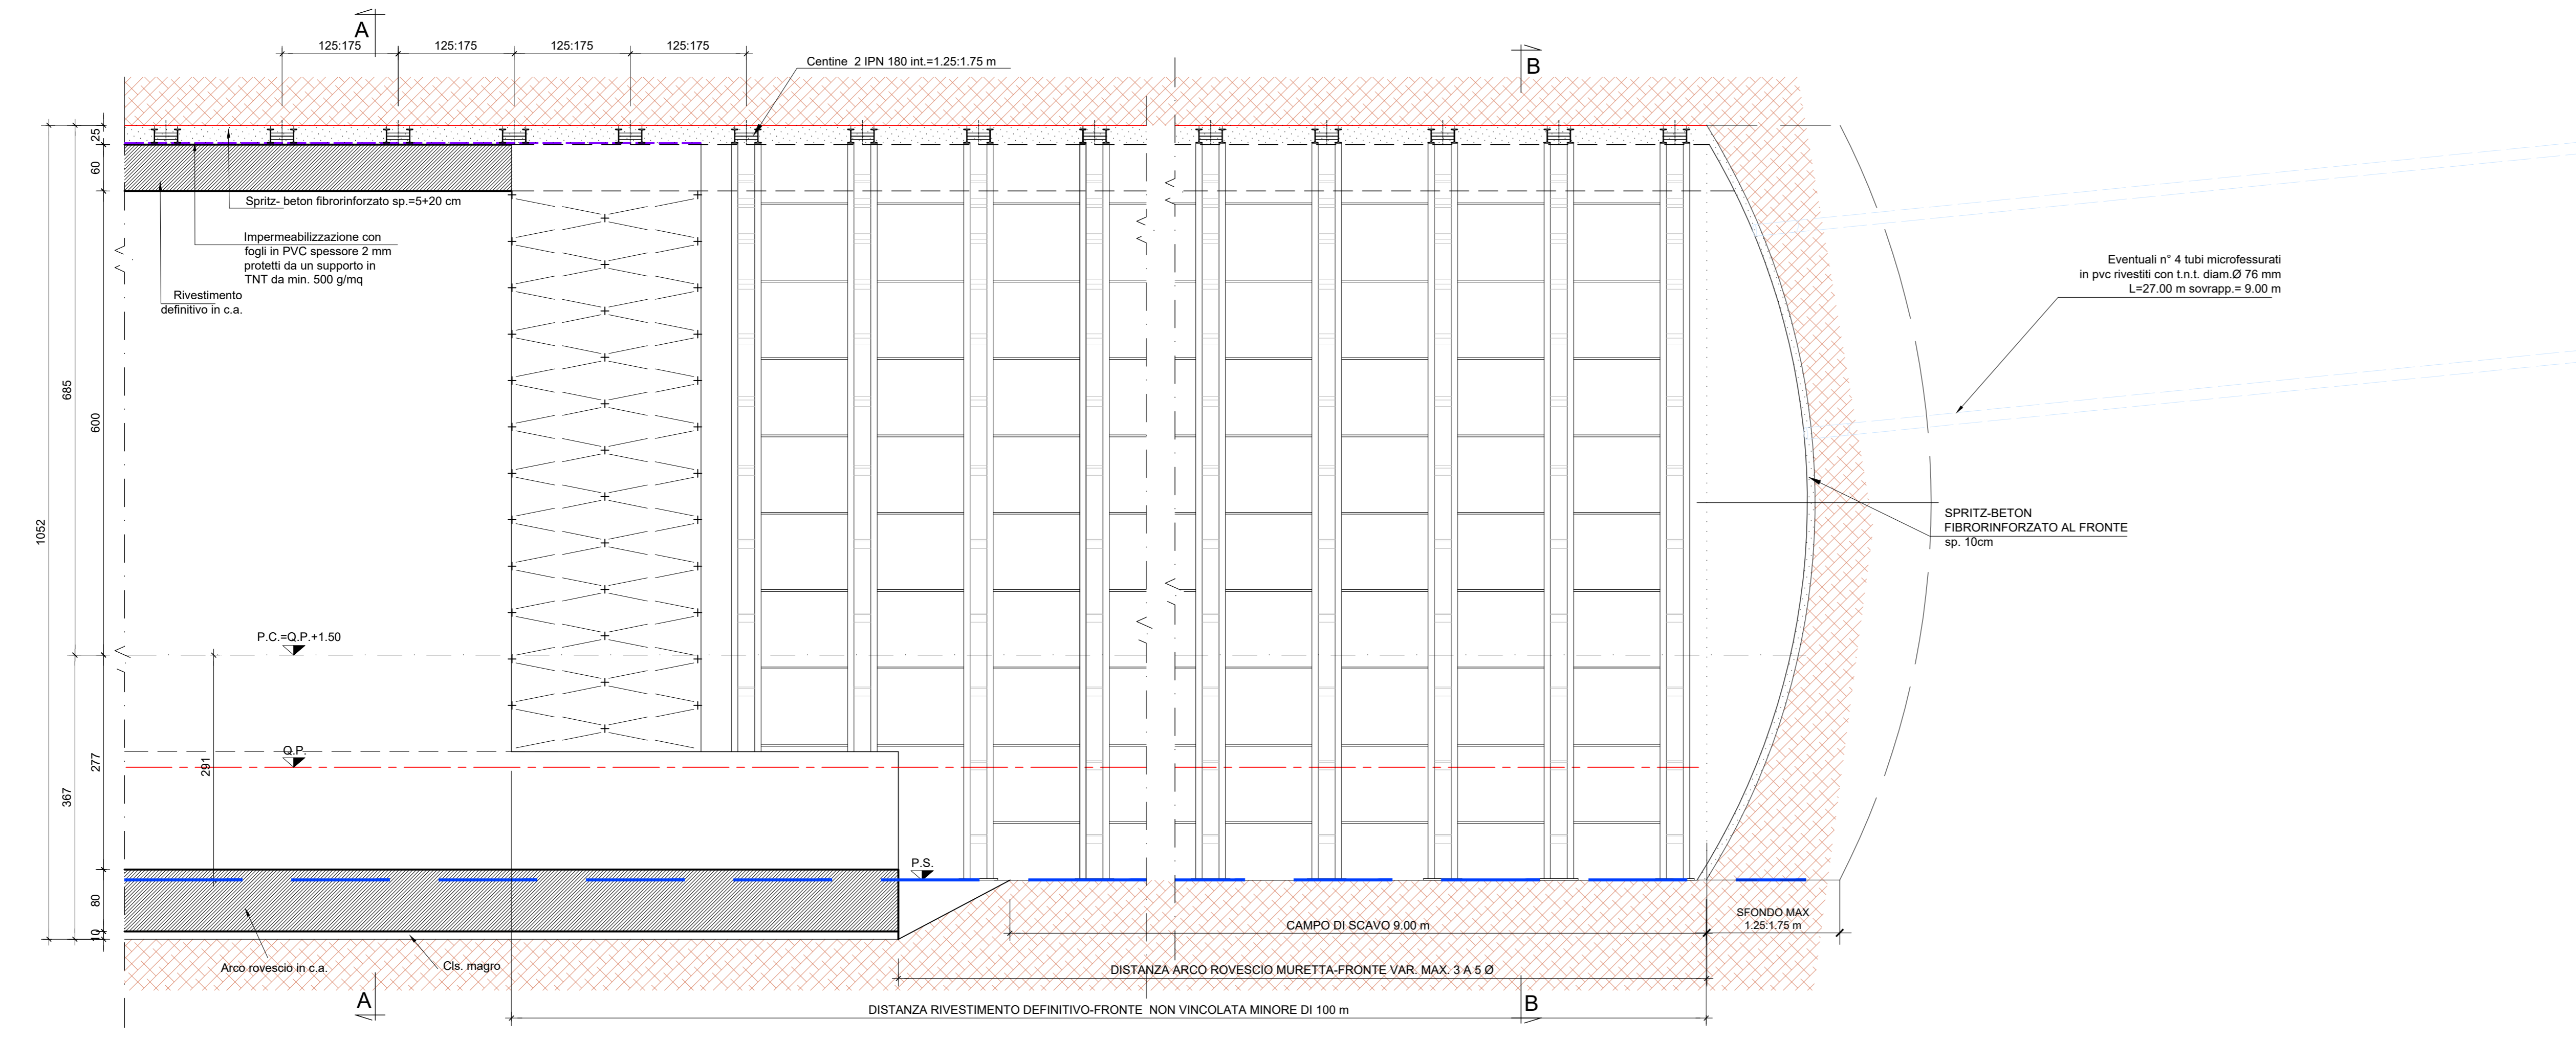 A
B
125:175
125:175
125:175
125:175
Centine 2 IPN 180 int.=1.25:1.75 m
25
60
685
600
1052
277
367
291
80
10
Spritz- beton fibrorinforzato sp.=5+20 cm
Impermeabilizzazione con
fogli in PVC spessore 2 mm
protetti da un supporto in
TNT da min. 500 g/mq
Rivestimento
definitivo in c.a.
Eventuali n° 4 tubi microfessurati
in pvc rivestiti con t.n.t. diam.Ø 76 mm
L=27.00 m sovrapp.= 9.00 m
SPRITZ-BETON
FIBRORINFORZATO AL FRONTE
sp. 10cm
P.C.=Q.P.+1.50
Q.P.
P.S.
SFONDO MAX
1.25:1.75 m
CAMPO DI SCAVO 9.00 m
Arco rovescio in c.a.
Cls. magro
DISTANZA ARCO ROVESCIO MURETTA-FRONTE VAR. MAX. 3 A 5 Ø
A
B
DISTANZA RIVESTIMENTO DEFINITIVO-FRONTE NON VINCOLATA MINORE DI 100 m